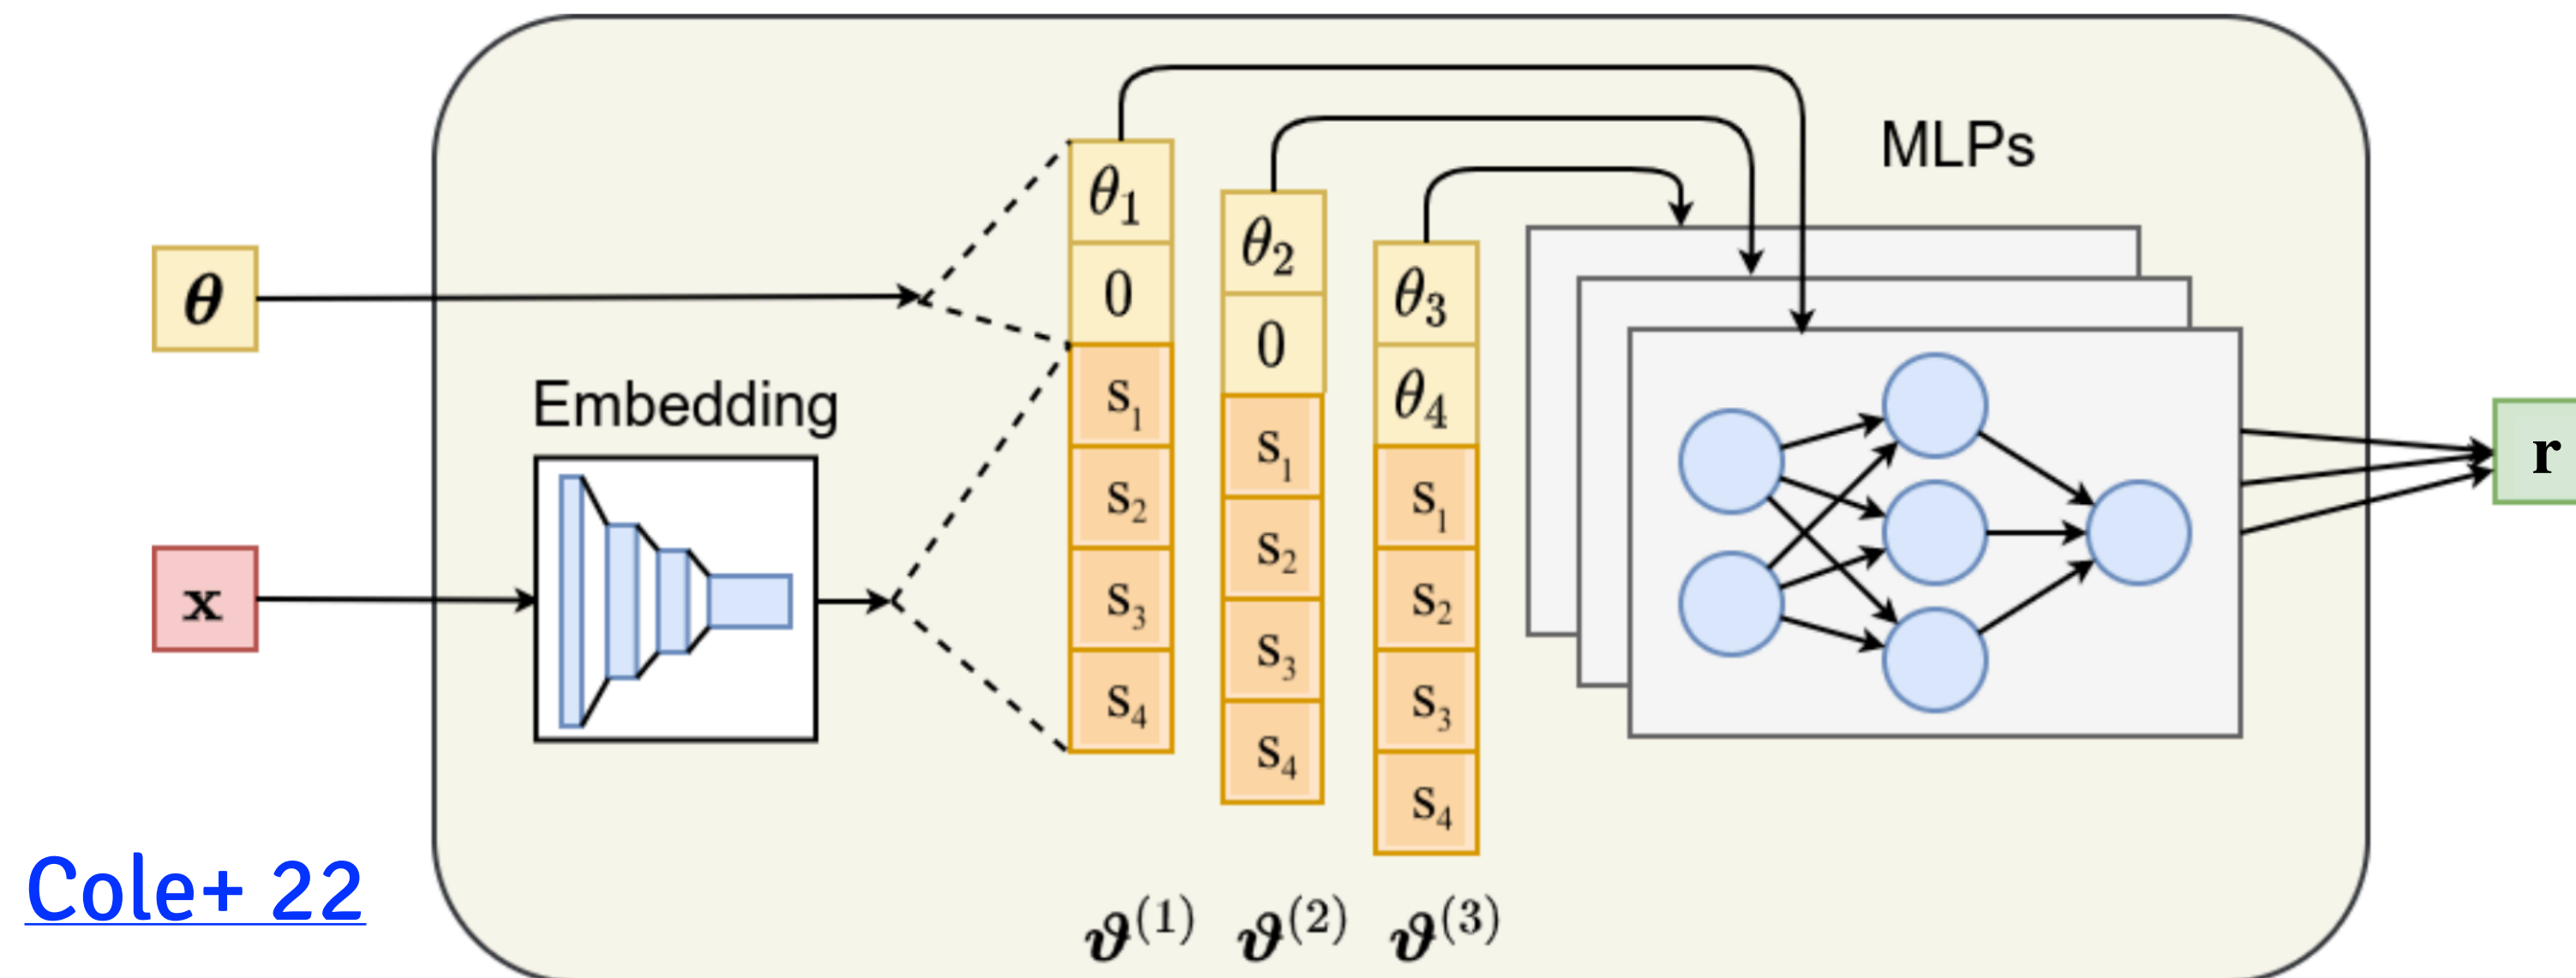 MLPs
θ
Embedding
x
θ₁
0
s₁
s₂
s₃
s₄
θ₂
0
s₁
s₂
s₃
s₄
θ₃
θ₄
s₁
s₂
s₃
s₄
r
ϑ⁽¹⁾ ϑ⁽²⁾ ϑ⁽³⁾
Cole+ 22